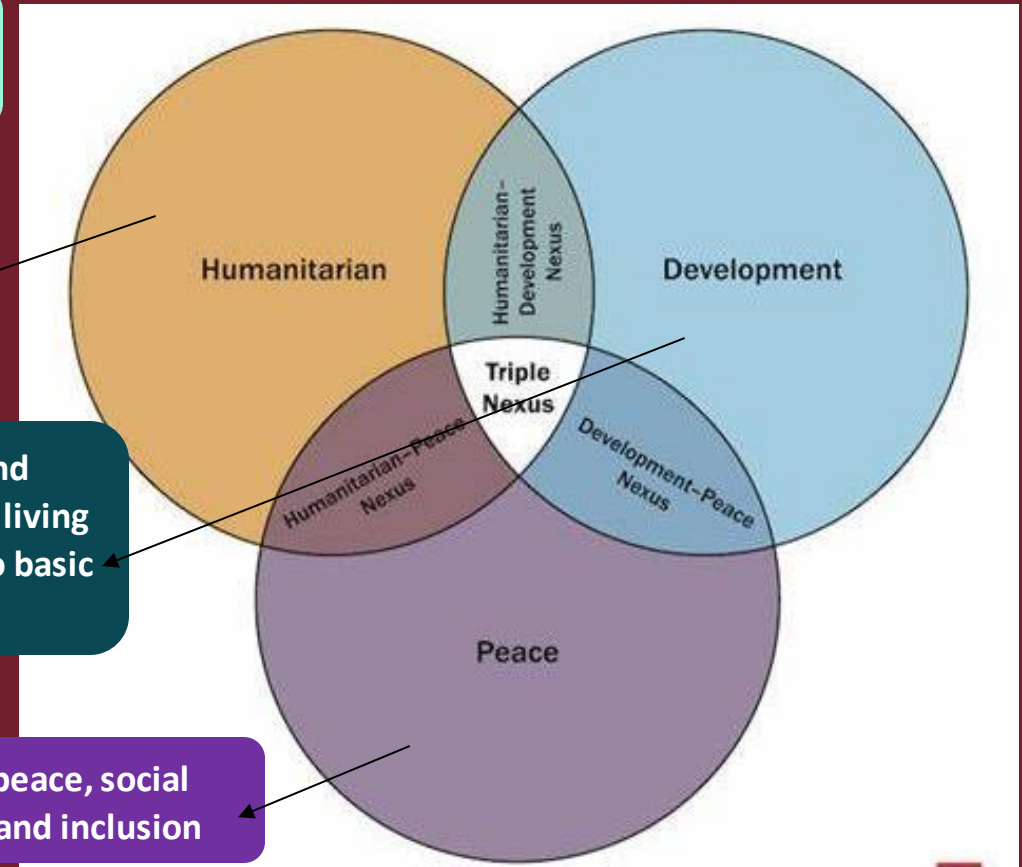 Humanitarian
Humanitarian–
Development
Nexus
Development
Triple
Nexus
Humanitarian–Peace
Nexus
Development–Peace
Nexus
Peace
nd
living
o basic
peace, social
and inclusion